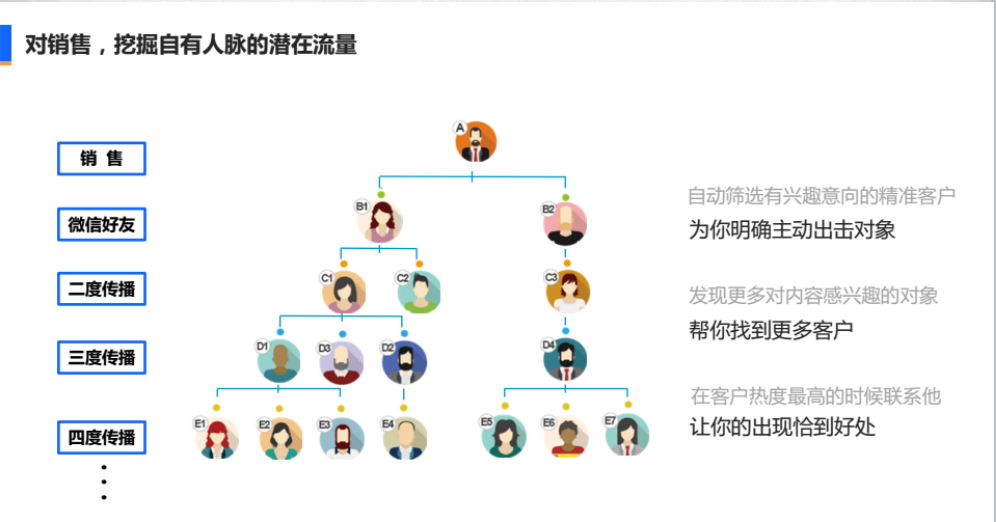 对销售，挖掘自有人脉的潜在流量
A
销 售
B1
B2
自动筛选有兴趣意向的精准客户
微信好友
为你明确主动出击对象
C1
C2
C3
二度传播
发现更多对内容感兴趣的对象
帮你找到更多客户
D1
D3
D2
D4
三度传播
在客户热度最高的时候联系他
让你的出现恰到好处
E1
E2
E3
E4
E5
E6
E7
四度传播